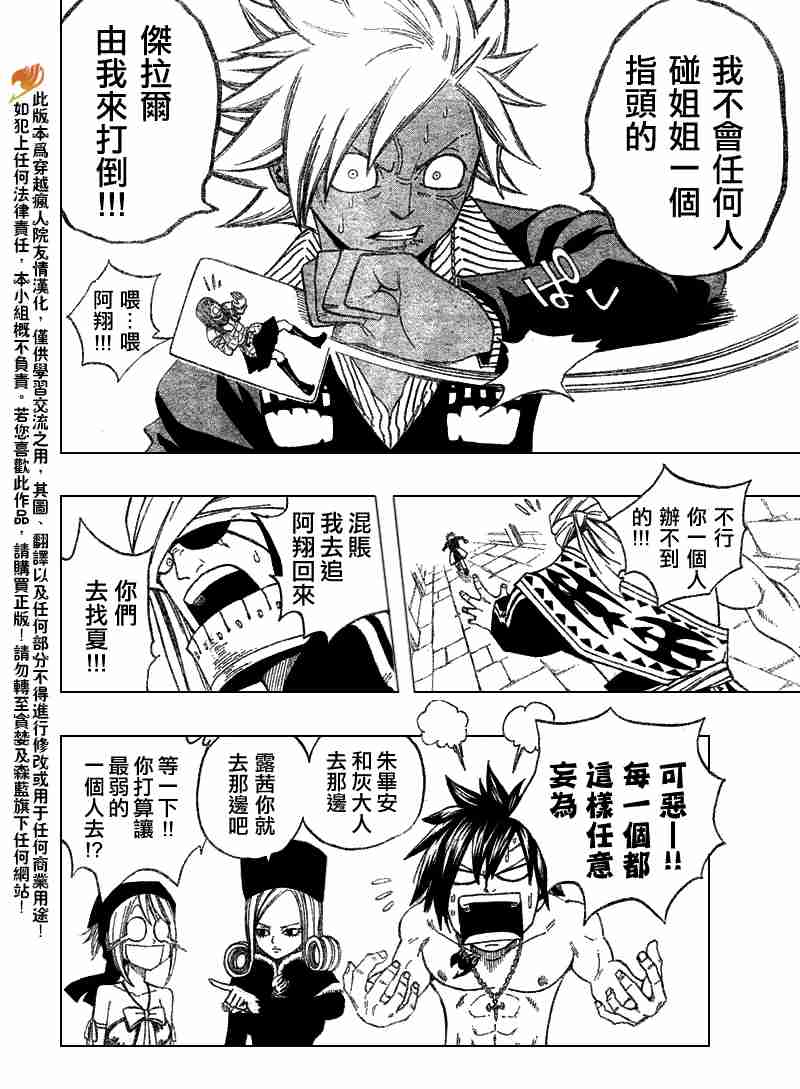 我不會任何人
碰姐姐一個
指頭的
傑拉爾
由我來打倒!!!
ぽいっ
喂…喂
阿翔!!!
不行
你一個人
辦不到
的!!!
混賬
我去追
阿翔回來
你們
去找夏!!!
可惡—!!
每一個都
這樣任意
妄為
朱畢安
和灰大人
去那邊
露茜你就
去那邊吧
等一下!!
你打算讓
最弱的
一個人去!?
此版本爲穿越瘋人院友情漢化，僅供學習交流之用，其圖、翻譯以及任何部分不得進行修改或用于任何商業用途！
如犯上任何法律責任，本小組概不負責。若您喜歡此作品，請購買正版！請勿轉至貪婪及森藍旗下任何網站！